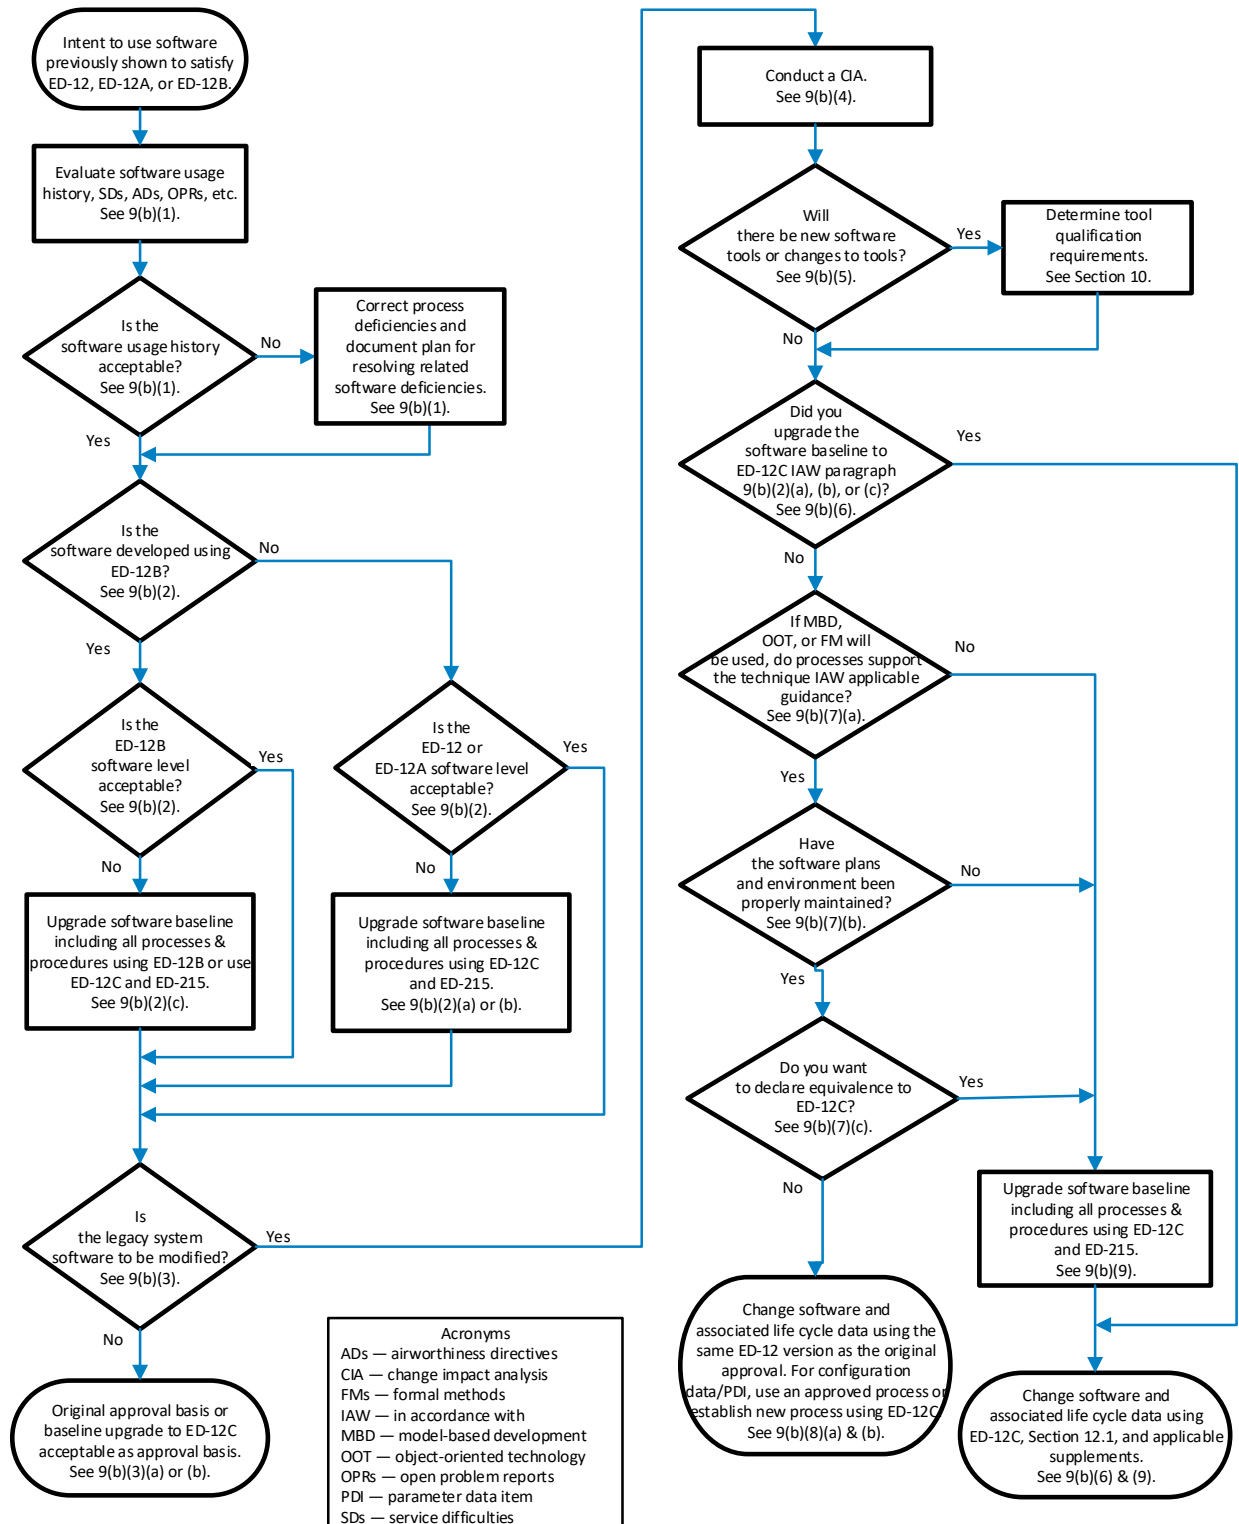 Intent to use software
previously shown to satisfy
ED-12, ED-12A, or ED-12B.
Evaluate software usage
history, SDs, ADs, OPRs, etc.
See 9(b)(1).
Is the
software usage history
acceptable?
See 9(b)(1).
No
Correct process
deficiencies and
document plan for
resolving related
software deficiencies.
See 9(b)(1).
Yes
Is the
software developed using
ED-12B?
See 9(b)(2).
No
Yes
Is the
ED-12B
software level
acceptable?
See 9(b)(2).
Yes
No
Is the
ED-12 or
ED-12A software level
acceptable?
See 9(b)(2).
Yes
No
Upgrade software baseline
including all processes &
procedures using ED-12B or use
ED-12C and ED-215.
See 9(b)(2)(c).
Upgrade software baseline
including all processes &
procedures using ED-12C
and ED-215.
See 9(b)(2)(a) or (b).
Is
the legacy system
software to be modified?
See 9(b)(3).
Yes
No
Original approval basis or
baseline upgrade to ED-12C
acceptable as approval basis.
See 9(b)(3)(a) or (b).
Acronyms
ADs — airworthiness directives
CIA — change impact analysis
FMs — formal methods
IAW — in accordance with
MBD — model-based development
OOT — object-oriented technology
OPRs — open problem reports
PDI — parameter data item
SDs — service difficulties
Conduct a CIA.
See 9(b)(4).
Will
there be new software
tools or changes to tools?
See 9(b)(5).
Yes
Determine tool
qualification
requirements.
See Section 10.
No
Did you
upgrade the
software baseline to
ED-12C IAW paragraph
9(b)(2)(a), (b), or (c)?
See 9(b)(6).
Yes
No
If MBD,
OOT, or FM will
be used, do processes support
the technique IAW applicable
guidance?
See 9(b)(7)(a).
No
Yes
Have
the software plans
and environment been
properly maintained?
See 9(b)(7)(b).
No
Yes
Do you want
to declare equivalence to
ED-12C?
See 9(b)(7)(c).
Yes
No
Upgrade software baseline
including all processes &
procedures using ED-12C
and ED-215.
See 9(b)(9).
Change software and
associated life cycle data using the
same ED-12 version as the original
approval. For configuration
data/PDI, use an approved process or
establish new process using ED-12C.
See 9(b)(8)(a) & (b).
Change software and
associated life cycle data using
ED-12C, Section 12.1, and applicable
supplements.
See 9(b)(6) & (9).